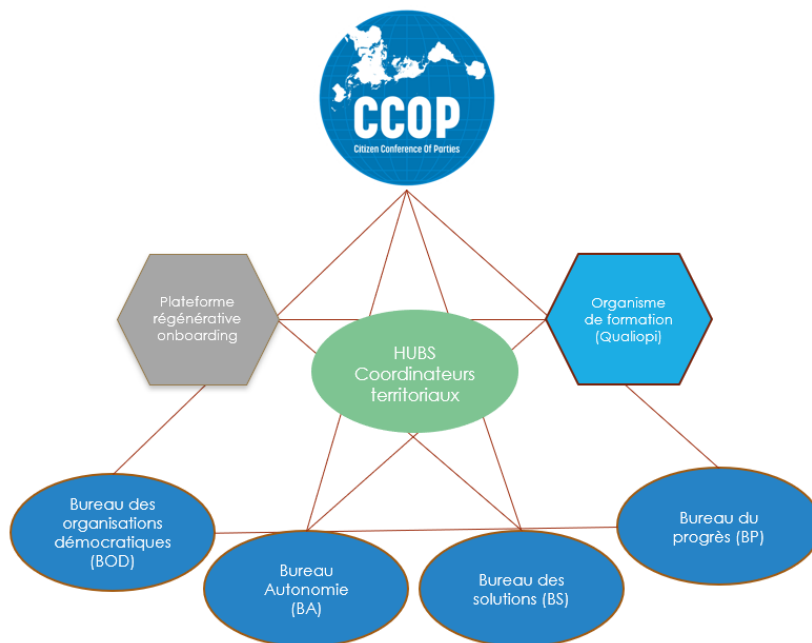 CCOP
Citizen Conference Of Parties
Plateforme
régénérative
onboarding
Organisme
de formation
(Qualiopi)
HUBS
Coordinateurs
territoriaux
Bureau des
organisations
démocratiques
(BOD)
Bureau
Autonomie
(BA)
Bureau des
solutions (BS)
Bureau du
progrès (BP)